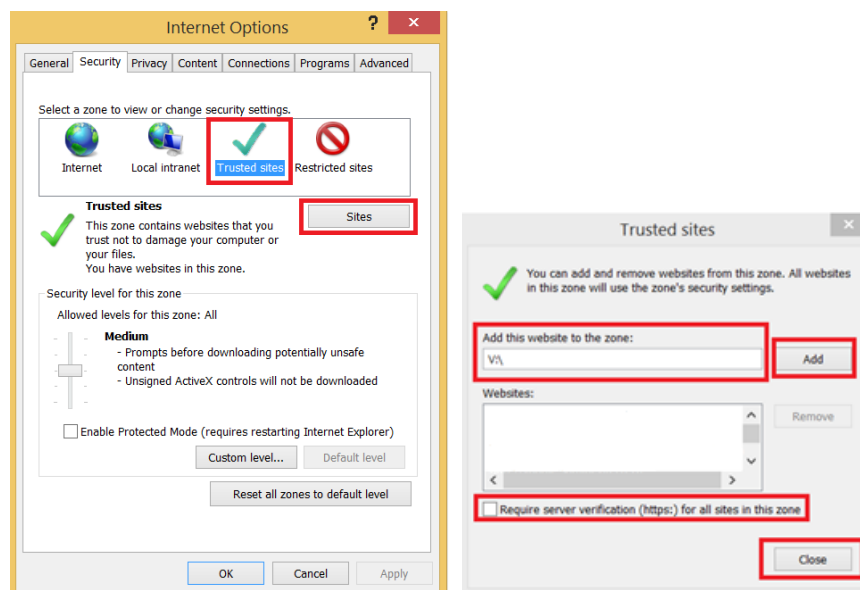 Internet Options
?
x
General Security Privacy Content Connections Programs Advanced
Select a zone to view or change security settings.
Internet Local intranet Trusted sites Restricted sites
Trusted sites
Sites
This zone contains websites that you
trust not to damage your computer or
your files.
You have websites in this zone.
Security level for this zone
Allowed levels for this zone: All
Medium
- Prompts before downloading potentially unsafe
content
- Unsigned ActiveX controls will not be downloaded
Enable Protected Mode (requires restarting Internet Explorer)
Custom level... Default level
Reset all zones to default level
OK Cancel Apply
Trusted sites
x
You can add and remove websites from this zone. All websites
in this zone will use the zone's security settings.
Add this website to the zone:
V:\ Add
Websites:
Remove
Require server verification (https:) for all sites in this zone
Close